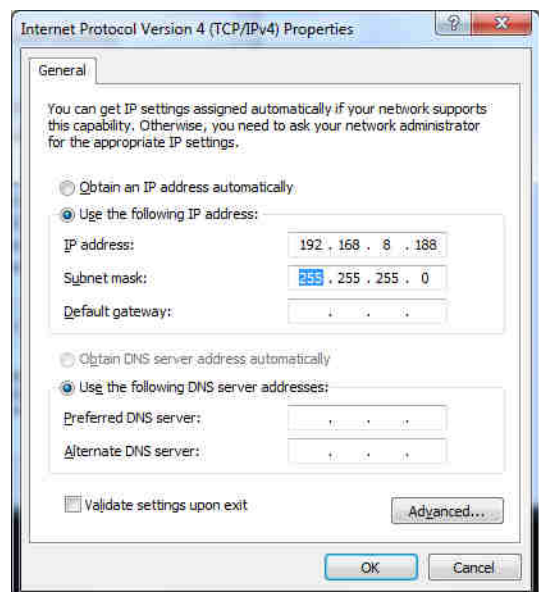 Internet Protocol Version 4 (TCP/IPv4) Properties
General
You can get IP settings assigned automatically if your network supports
this capability. Otherwise, you need to ask your network administrator
for the appropriate IP settings.
Obtain an IP address automatically
Use the following IP address:
IP address: 192 . 168 . 8 . 188
Subnet mask: 255 . 255 . 255 . 0
Default gateway: . . .
Obtain DNS server address automatically
Use the following DNS server addresses:
Preferred DNS server: . . .
Alternate DNS server: . . .
Validate settings upon exit
Advanced...
OK Cancel